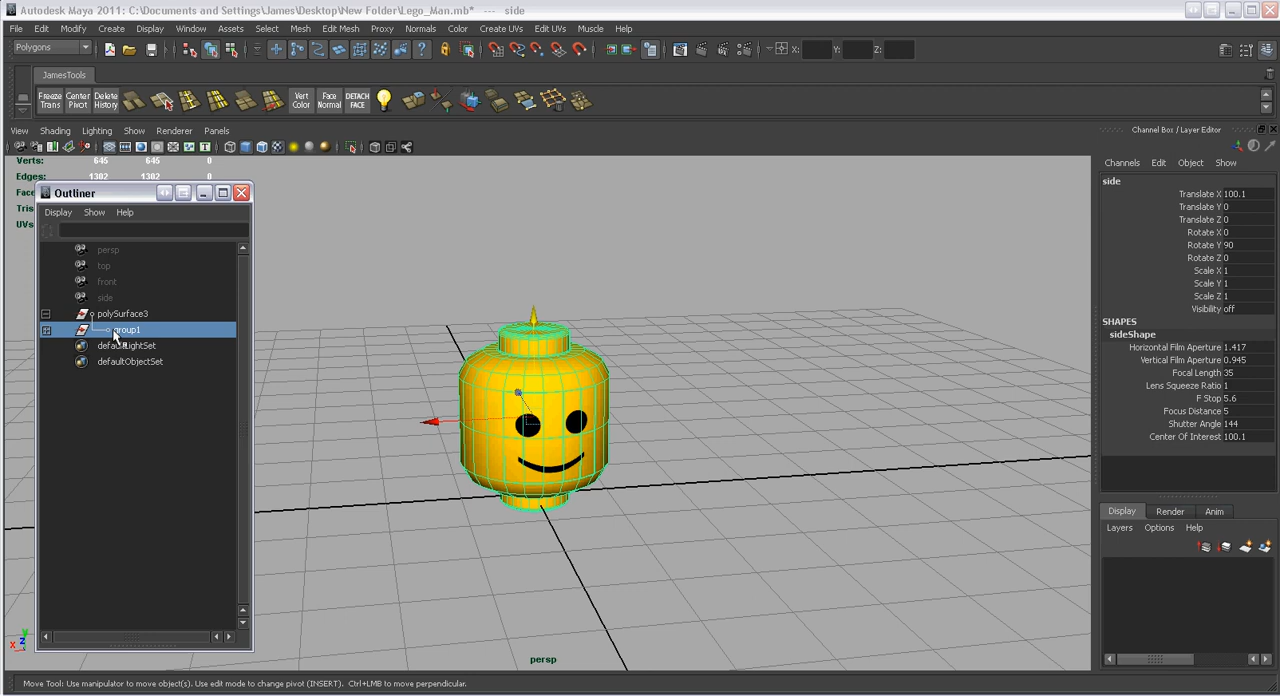 Autodesk Maya 2011: C:\Documents and Settings\James\Desktop\New Folder\Lego_Man.mb* --- side
File Edit Modify Create Display Window Assets Select Mesh Edit Mesh Proxy Normals Color Create UVs Edit UVs Muscle Help
Polygons X: Y: Z:
JamesTools
Freeze Trans Center Pivot Delete History Vert Color Face Normal DETACH FACE
View Shading Lighting Show Renderer Panels
Channel Box / Layer Editor
Channels Edit Object Show
Verts: 645 645 0
Edges: 1302 1302 0
Tris
UVs
Outliner
Display Show Help
persp
top
front
side
polySurface3
group1
defaultLightSet
defaultObjectSet
side
Translate X 100.1
Translate Y 0
Translate Z 0
Rotate X 0
Rotate Y 90
Rotate Z 0
Scale X 1
Scale Y 1
Scale Z 1
Visibility off
SHAPES
sideShape
Horizontal Film Aperture 1.417
Vertical Film Aperture 0.945
Focal Length 35
Lens Squeeze Ratio 1
F Stop 5.6
Focus Distance 5
Shutter Angle 144
Center Of Interest 100.1
Display Render Anim
Layers Options Help
persp
Move Tool: Use manipulator to move object(s). Use edit mode to change pivot (INSERT). Ctrl+LMB to move perpendicular.